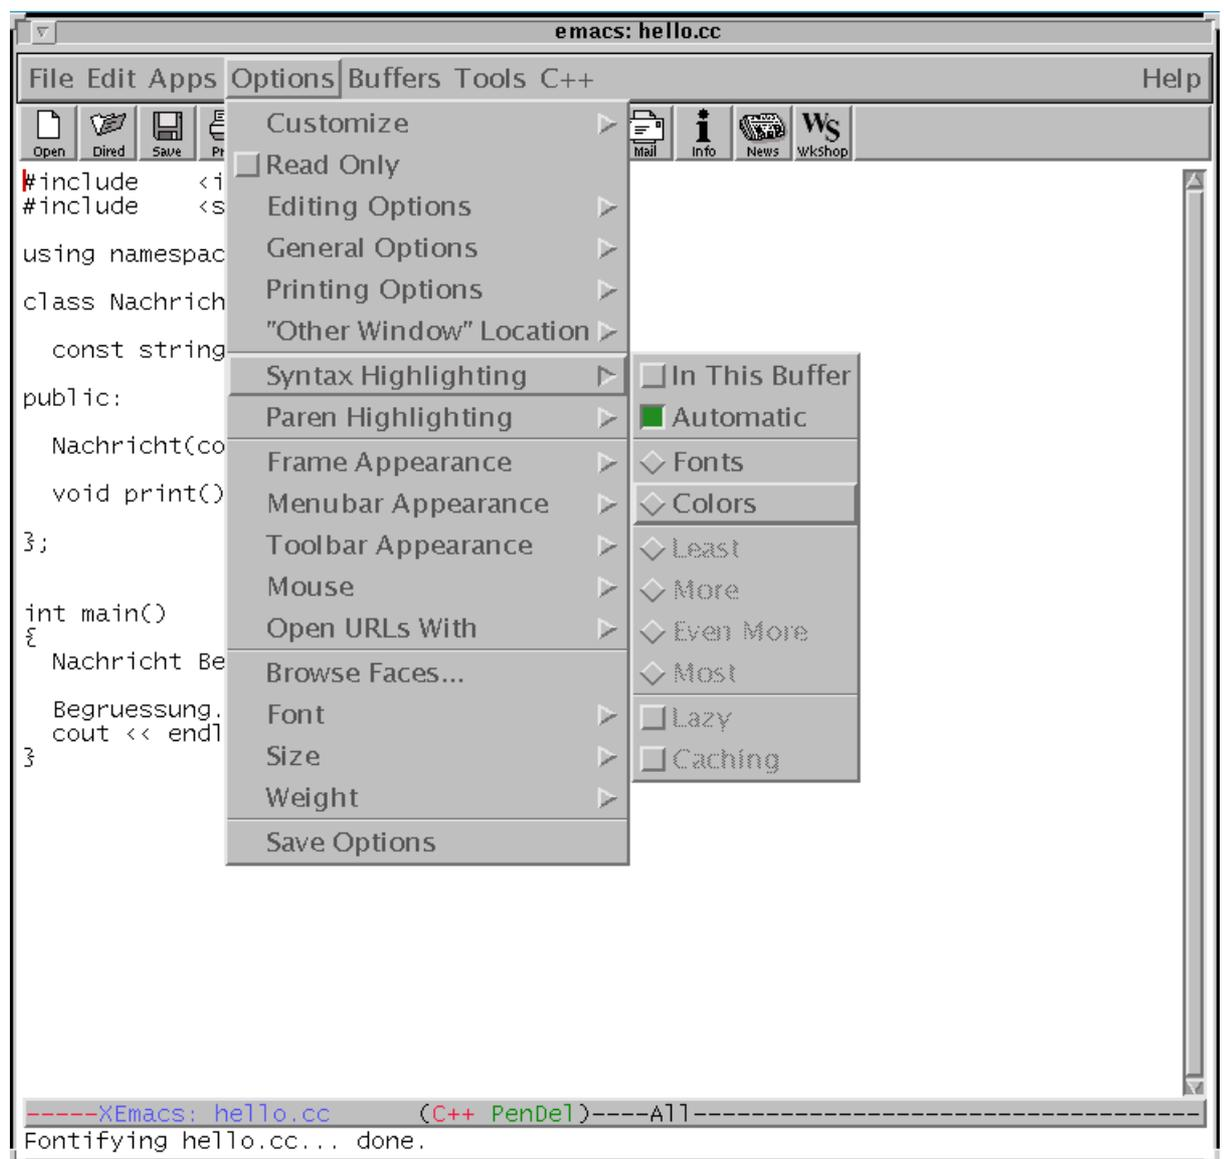 emacs: hello.cc
File Edit Apps Options Buffers Tools C++ Help
Open Dired Save Mail Info News WS WkShop
Customize
Read Only
Editing Options
General Options
Printing Options
"Other Window" Location
Syntax Highlighting
Paren Highlighting
Frame Appearance
Menubar Appearance
Toolbar Appearance
Mouse
Open URLs With
Browse Faces...
Font
Size
Weight
Save Options
In This Buffer
Automatic
Fonts
Colors
Least
More
Even More
Most
Lazy
Caching
#include <i
#include <s
using namespac
class Nachrich
const string
public:
Nachricht(co
void print()
};
int main()
{
Nachricht Be
Begruessung.
cout << endl
}
-----XEmacs: hello.cc (C++ PenDel)----All----------------------------------
Fontifying hello.cc... done.